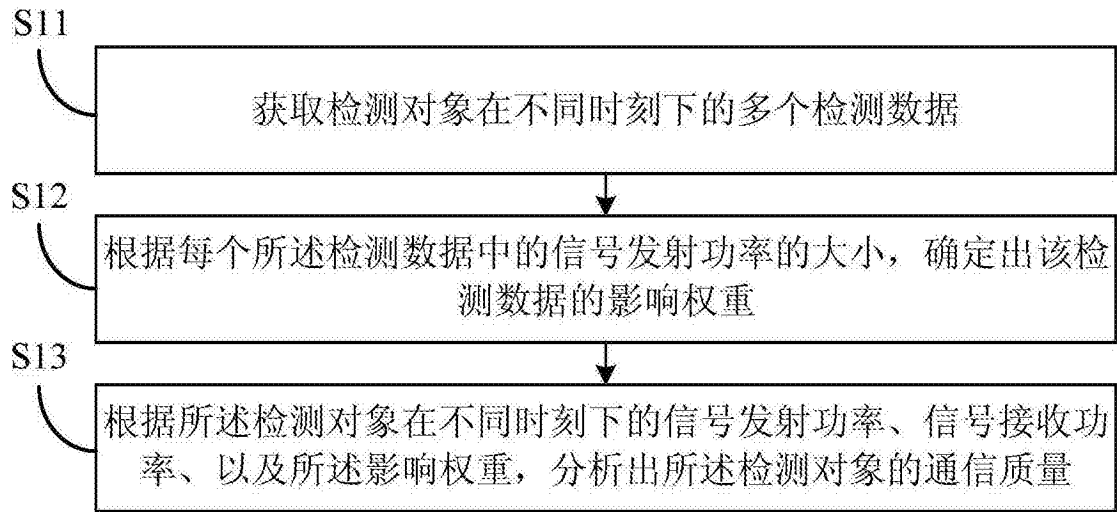 S11
获取检测对象在不同时刻下的多个检测数据
S12
根据每个所述检测数据中的信号发射功率的大小，确定出该检
测数据的影响权重
S13
根据所述检测对象在不同时刻下的信号发射功率、信号接收功
率、以及所述影响权重，分析出所述检测对象的通信质量